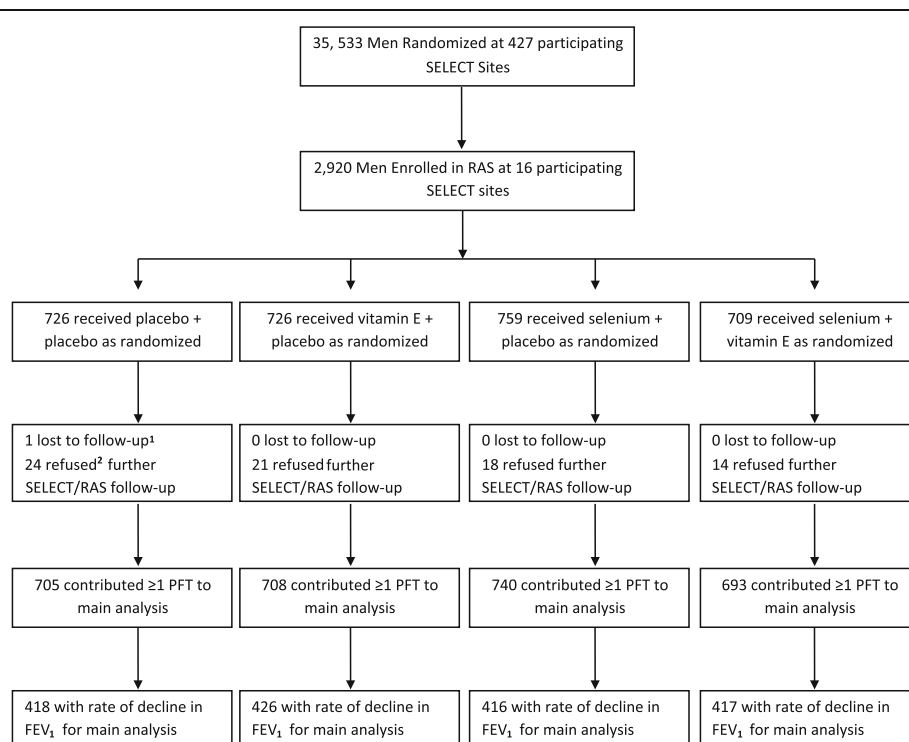 35, 533 Men Randomized at 427 participating
SELECT Sites
2,920 Men Enrolled in RAS at 16 participating
SELECT sites
726 received placebo +
placebo as randomized
726 received vitamin E +
placebo as randomized
759 received selenium +
placebo as randomized
709 received selenium +
vitamin E as randomized
1 lost to follow-up¹
24 refused² further
SELECT/RAS follow-up
0 lost to follow-up
21 refused further
SELECT/RAS follow-up
0 lost to follow-up
18 refused further
SELECT/RAS follow-up
0 lost to follow-up
14 refused further
SELECT/RAS follow-up
705 contributed ≥1 PFT to
main analysis
708 contributed ≥1 PFT to
main analysis
740 contributed ≥1 PFT to
main analysis
693 contributed ≥1 PFT to
main analysis
418 with rate of decline in
FEV₁ for main analysis
426 with rate of decline in
FEV₁ for main analysis
416 with rate of decline in
FEV₁ for main analysis
417 with rate of decline in
FEV₁ for main analysis